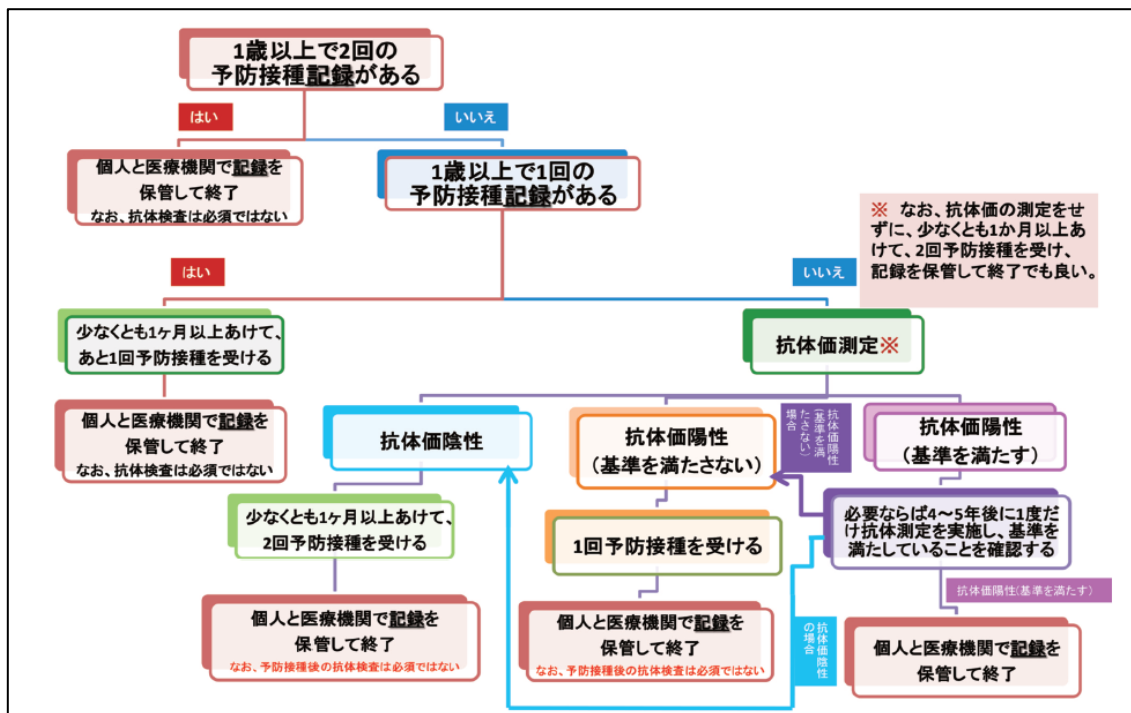 1歳以上で2回の
予防接種記録がある
はい
いいえ
個人と医療機関で記録を
保管して終了
なお、抗体検査は必須ではない
1歳以上で1回の
予防接種記録がある
※ なお、抗体価の測定をせ
ずに、少なくとも1か月以上あ
けて、2回予防接種を受け、
記録を保管して終了でも良い。
はい
いいえ
少なくとも1ヶ月以上あけて、
あと1回予防接種を受ける
抗体価測定※
個人と医療機関で記録を
保管して終了
なお、抗体検査は必須ではない
抗体価陰性
抗体価陽性
(基準を満たさない)
抗体価陽性
(基準を満
たさない)
場合
抗体価陽性
(基準を満たす)
少なくとも1ヶ月以上あけて、
2回予防接種を受ける
1回予防接種を受ける
必要ならば4~5年後に1度だ
け抗体測定を実施し、基準を
満たしていることを確認する
抗体価陽性(基準を満たす)
個人と医療機関で記録を
保管して終了
なお、予防接種後の抗体検査は必須ではない
個人と医療機関で記録を
保管して終了
なお、予防接種後の抗体検査は必須ではない
抗体価陰性
の場合
個人と医療機関で記録を
保管して終了